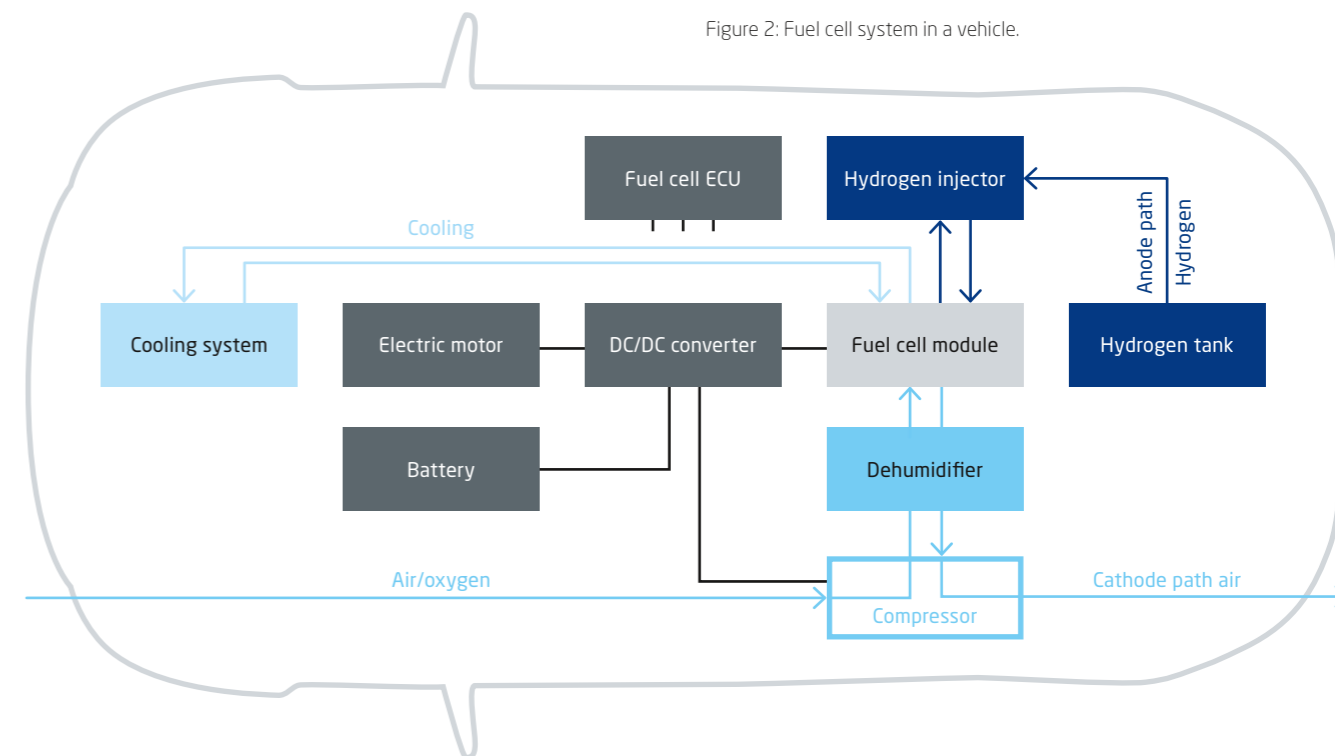 Figure 2: Fuel cell system in a vehicle.
Fuel cell ECU
Hydrogen injector
Anode path
Hydrogen
Cooling
Cooling system
Electric motor
DC/DC converter
Fuel cell module
Hydrogen tank
Battery
Dehumidifier
Air/oxygen
Cathode path air
Compressor